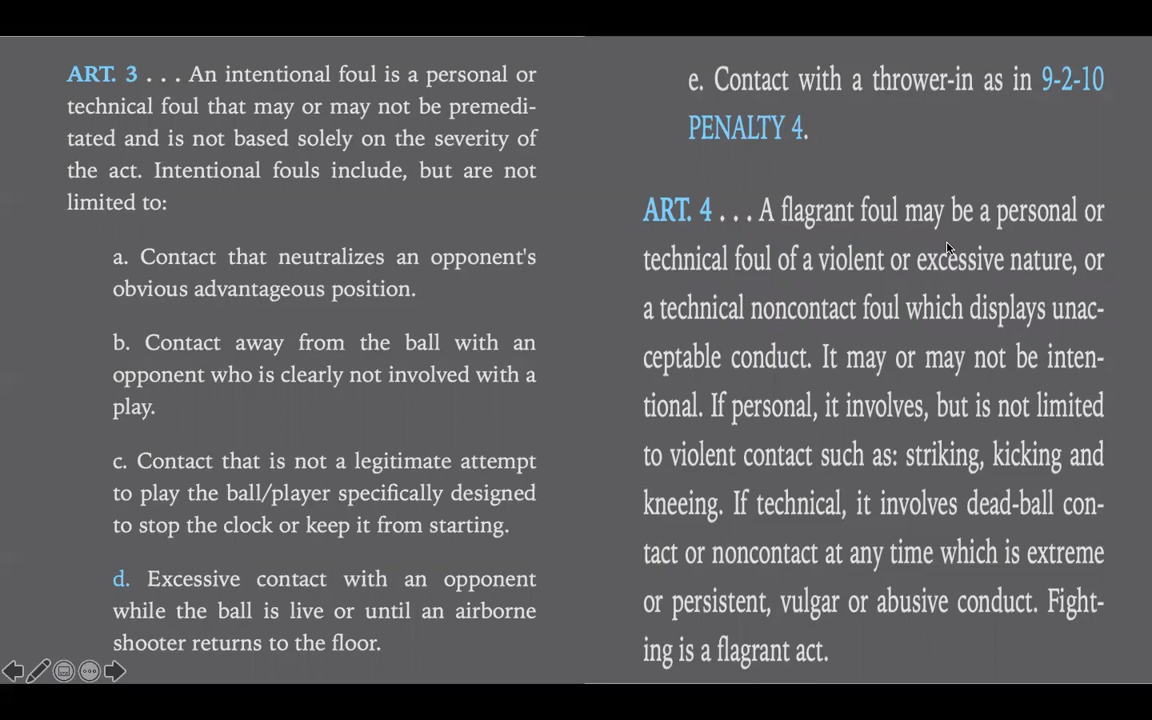 ART. 3 . . . An intentional foul is a personal or
technical foul that may or may not be premedi-
tated and is not based solely on the severity of
the act. Intentional fouls include, but are not
limited to:
a. Contact that neutralizes an opponent's
obvious advantageous position.
b. Contact away from the ball with an
opponent who is clearly not involved with a
play.
c. Contact that is not a legitimate attempt
to play the ball/player specifically designed
to stop the clock or keep it from starting.
d. Excessive contact with an opponent
while the ball is live or until an airborne
shooter returns to the floor.
e. Contact with a thrower-in as in 9-2-10
PENALTY 4.
ART. 4 . . . A flagrant foul may be a personal or
technical foul of a violent or excessive nature, or
a technical noncontact foul which displays unac-
ceptable conduct. It may or may not be inten-
tional. If personal, it involves, but is not limited
to violent contact such as: striking, kicking and
kneeing. If technical, it involves dead-ball con-
tact or noncontact at any time which is extreme
or persistent, vulgar or abusive conduct. Fight-
ing is a flagrant act.